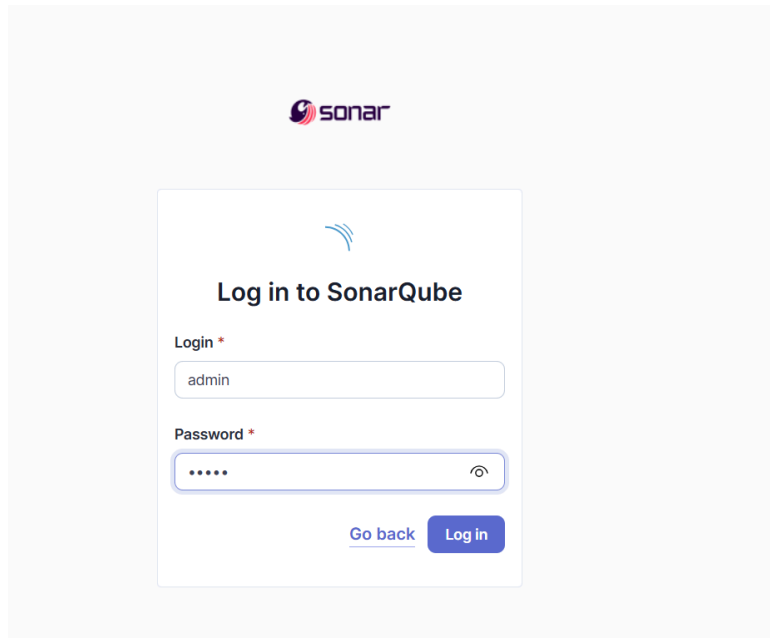 sonar
Log in to SonarQube
Login *
admin
Password *
•••••
Go back Log in